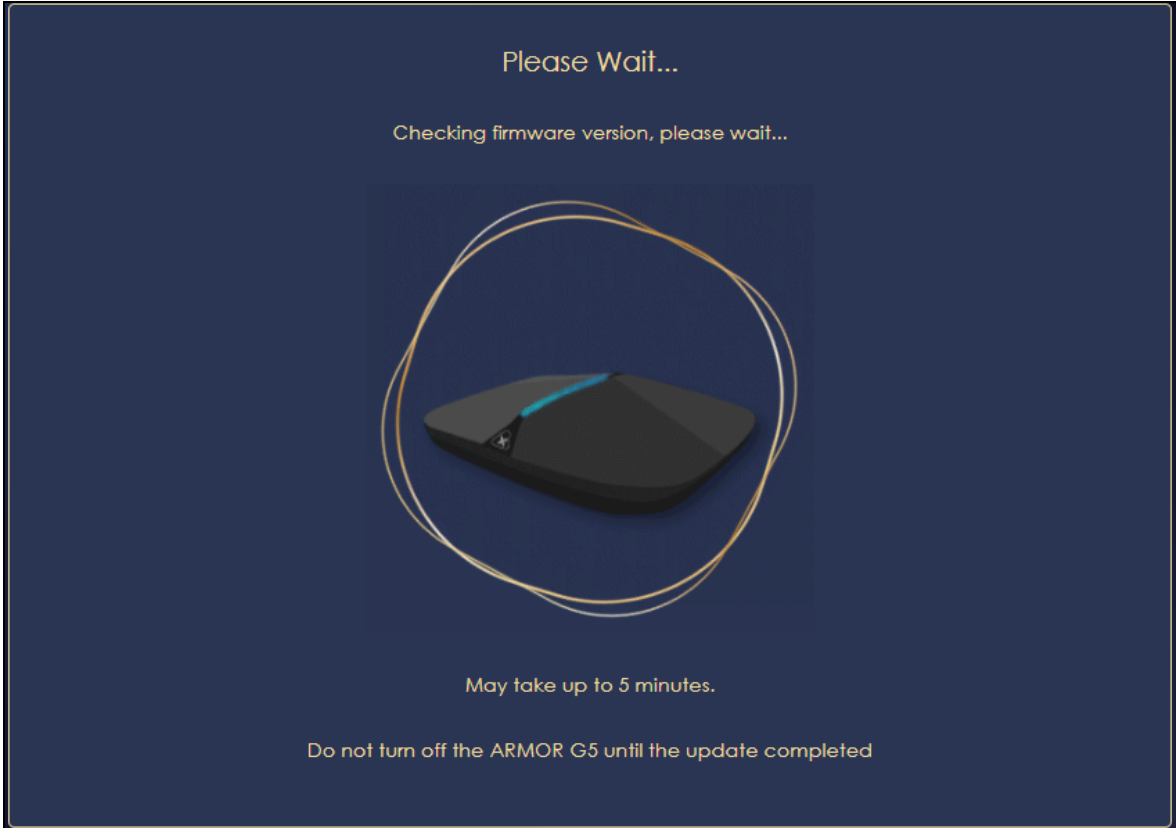 Please Wait...
Checking firmware version, please wait...
May take up to 5 minutes.
Do not turn off the ARMOR G5 until the update completed